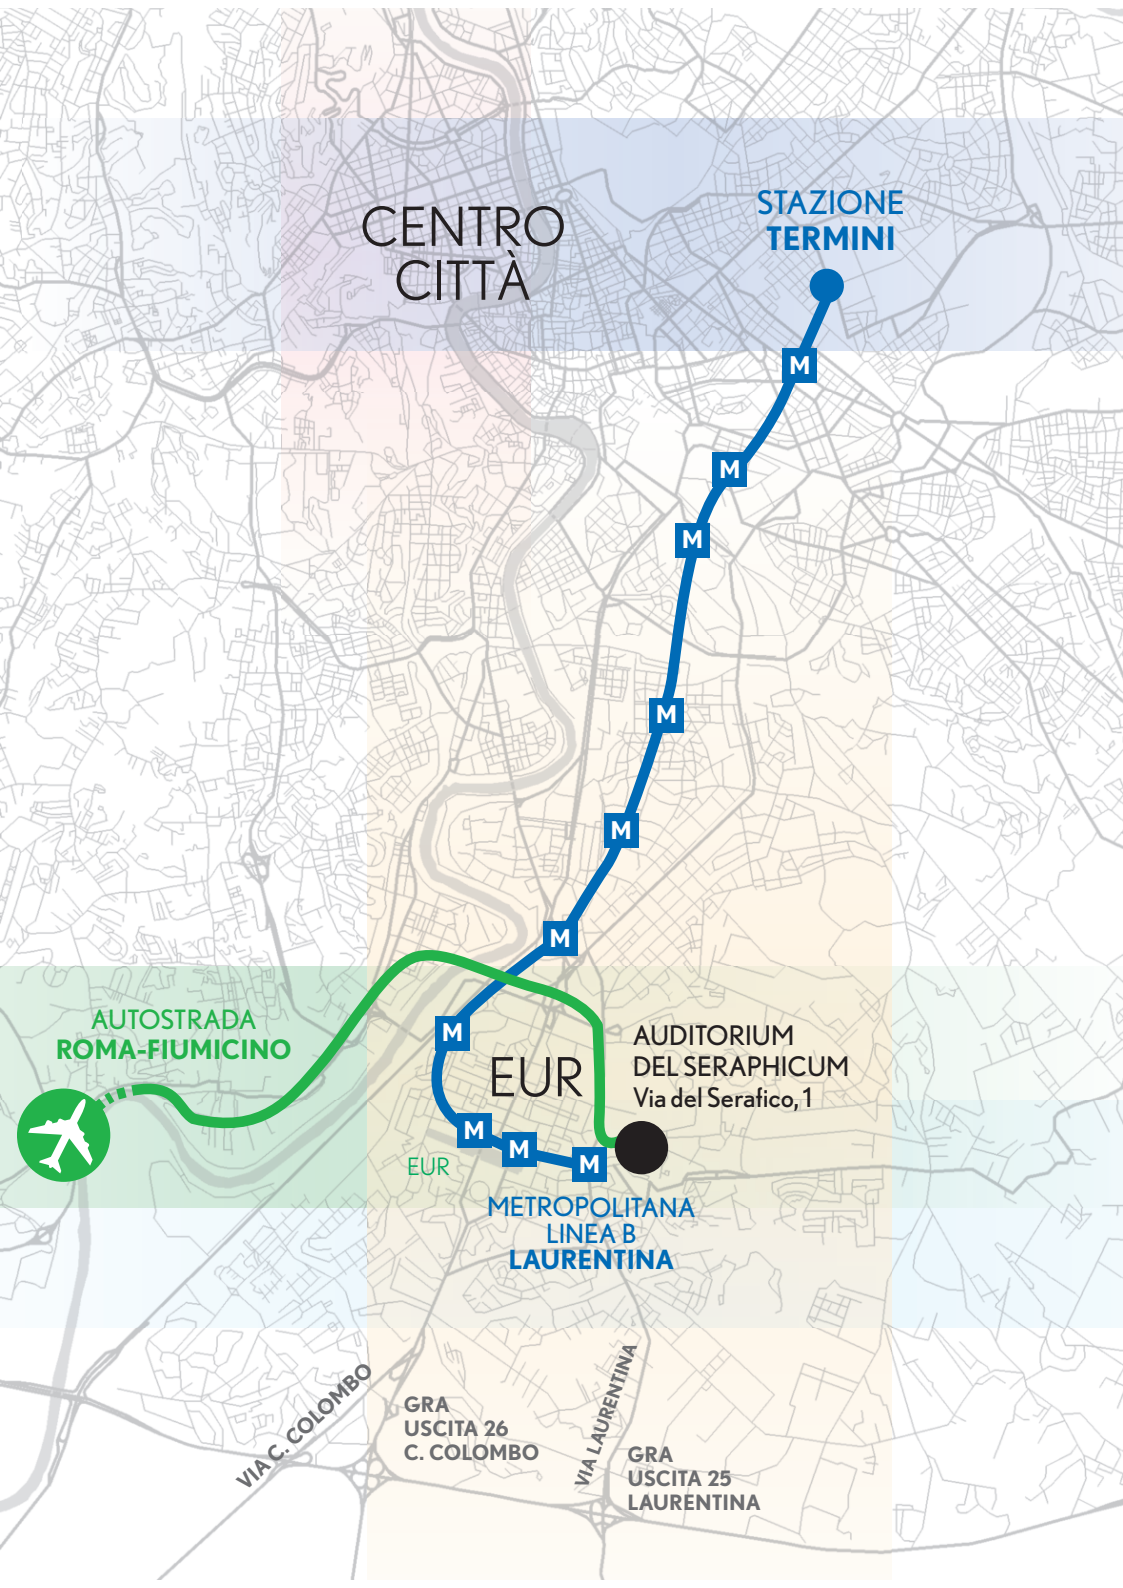 CENTRO
CITTÀ
STAZIONE
TERMINI
M
M
M
M
M
M
AUTOSTRADA
ROMA-FIUMICINO
M
EUR
AUDITORIUM
DEL SERAPHICUM
Via del Serafico, 1
M
M
M
EUR
METROPOLITANA
LINEA B
LAURENTINA
VIA C. COLOMBO
GRA
USCITA 26
C. COLOMBO
VIA LAURENTINA
GRA
USCITA 25
LAURENTINA